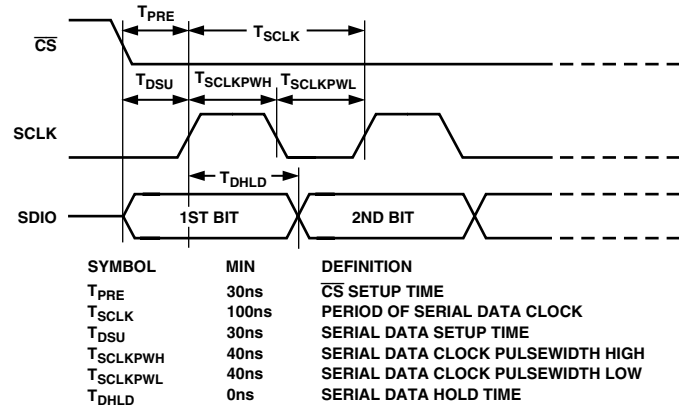 T_PRE
T_SCLK
CS
T_DSU T_SCLKPWH T_SCLKPWL
SCLK
T_DHLD
SDIO 1ST BIT 2ND BIT
SYMBOL MIN DEFINITION
T_PRE 30ns CS SETUP TIME
T_SCLK 100ns PERIOD OF SERIAL DATA CLOCK
T_DSU 30ns SERIAL DATA SETUP TIME
T_SCLKPWH 40ns SERIAL DATA CLOCK PULSEWIDTH HIGH
T_SCLKPWL 40ns SERIAL DATA CLOCK PULSEWIDTH LOW
T_DHLD 0ns SERIAL DATA HOLD TIME